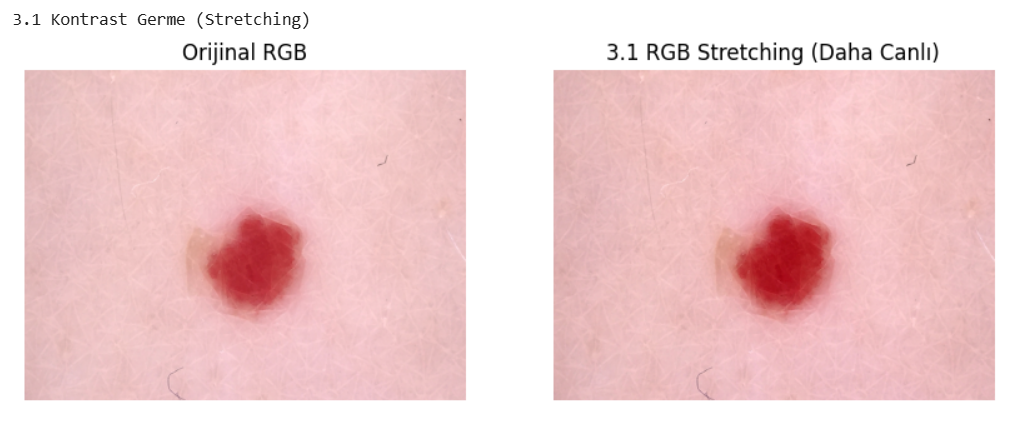 3.1 Kontrast Germe (Stretching)
Orijinal RGB
3.1 RGB Stretching (Daha Canlı)